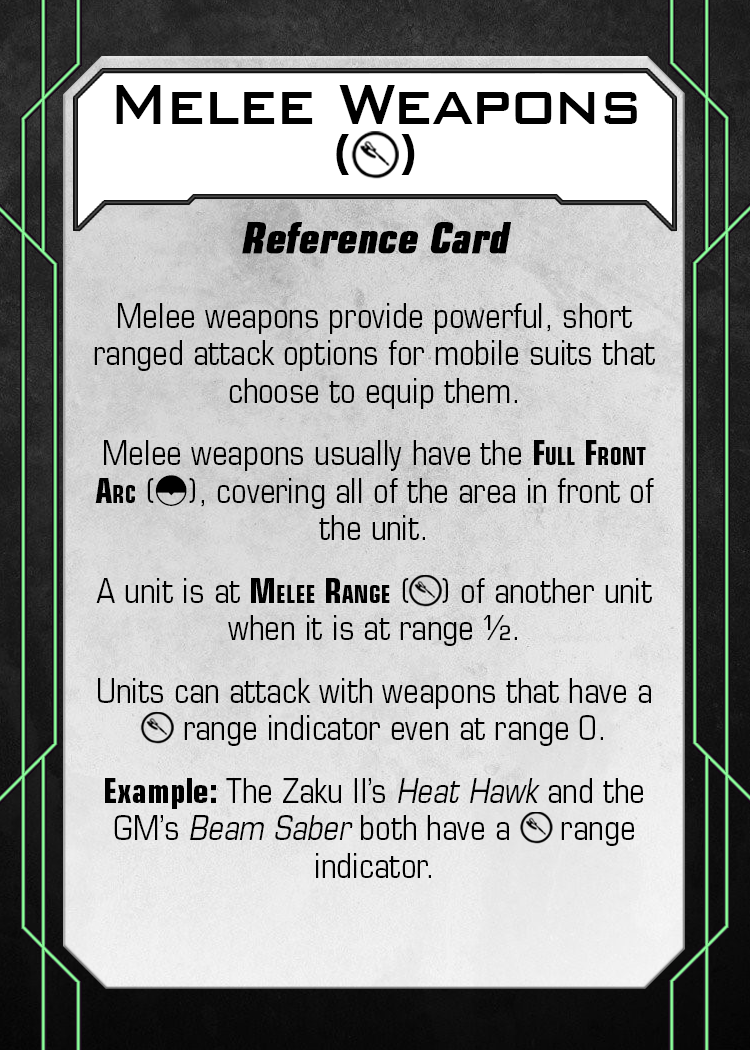 MELEE WEAPONS
()
Reference Card
Melee weapons provide powerful, short
ranged attack options for mobile suits that
choose to equip them.
Melee weapons usually have the FULL FRONT
ARC (), covering all of the area in front of
the unit.
A unit is at MELEE RANGE () of another unit
when it is at range ½.
Units can attack with weapons that have a
range indicator even at range 0.
Example: The Zaku II's Heat Hawk and the
GM's Beam Saber both have a range
indicator.